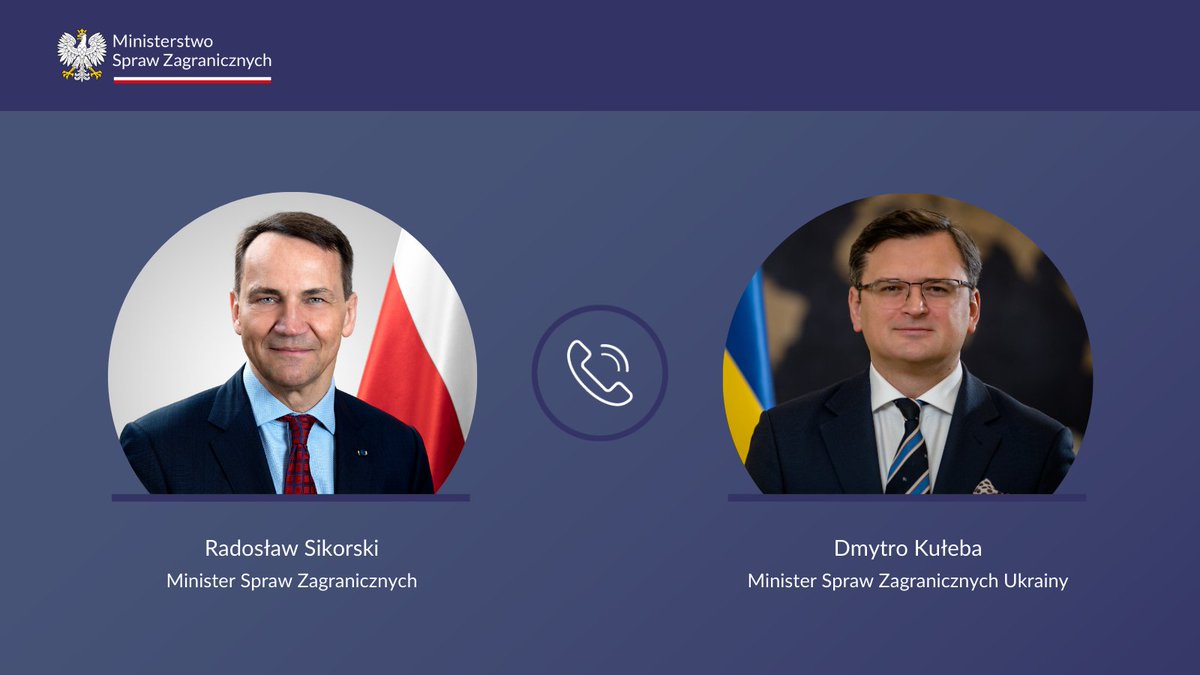 Ministerstwo
Spraw Zagranicznych
Radosław Sikorski
Minister Spraw Zagranicznych
Dmytro Kułeba
Minister Spraw Zagranicznych Ukrainy